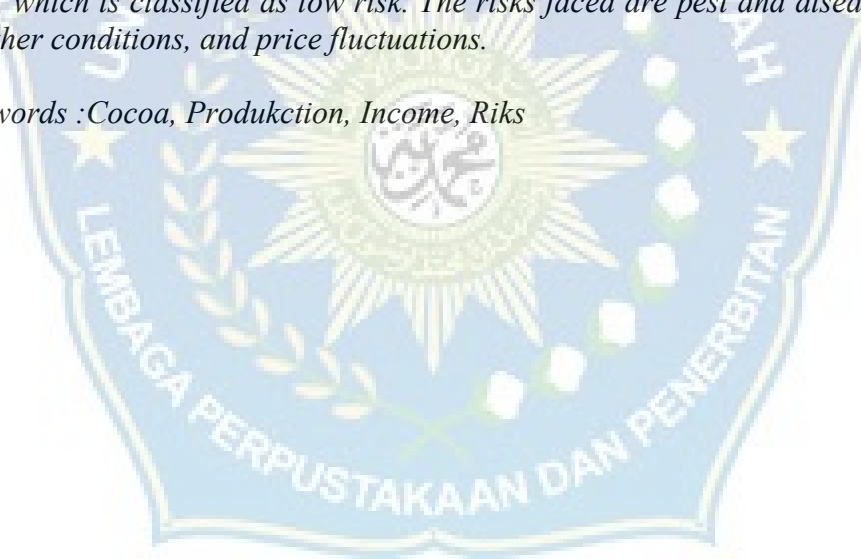 which is classified as low risk. The risks faced are pest and disea
ther conditions, and price fluctuations.
words :Cocoa, Produkction, Income, Riks
LEMBAGA PERPUSTAKAAN DAN PENERBITAN